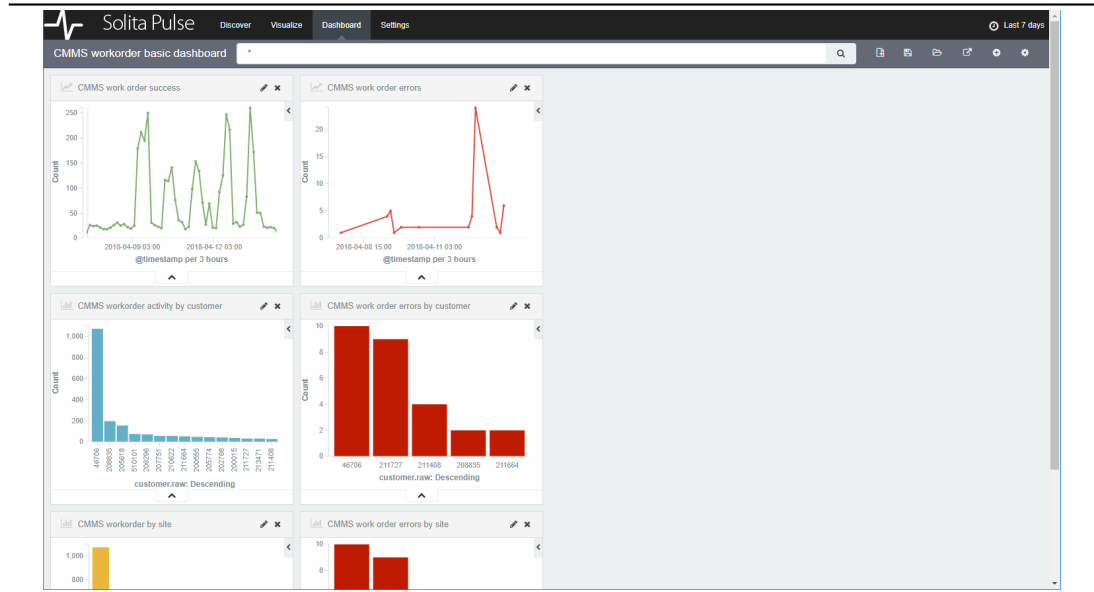 Solita Pulse Discover Visualize Dashboard Settings Last 7 days
CMMS workorder basic dashboard *
CMMS work order success
250
200
150
100
50
0
Count
2018-04-09 03:00 2018-04-12 03:00
@timestamp per 3 hours
CMMS work order errors
20
15
10
5
0
Count
2018-04-08 15:00 2018-04-11 03:00
@timestamp per 3 hours
CMMS workorder activity by customer
1,000
800
600
400
200
0
Count
46706 208835 205618 510101 206296 207751 210622 211664 200555 205774 202768 200015 211727 213471 211408
customer.raw: Descending
CMMS work order errors by customer
10
8
6
4
2
0
Count
46706 211727 211408 208835 211664
customer.raw: Descending
CMMS workorder by site
1,000
800
CMMS work order errors by site
10
8